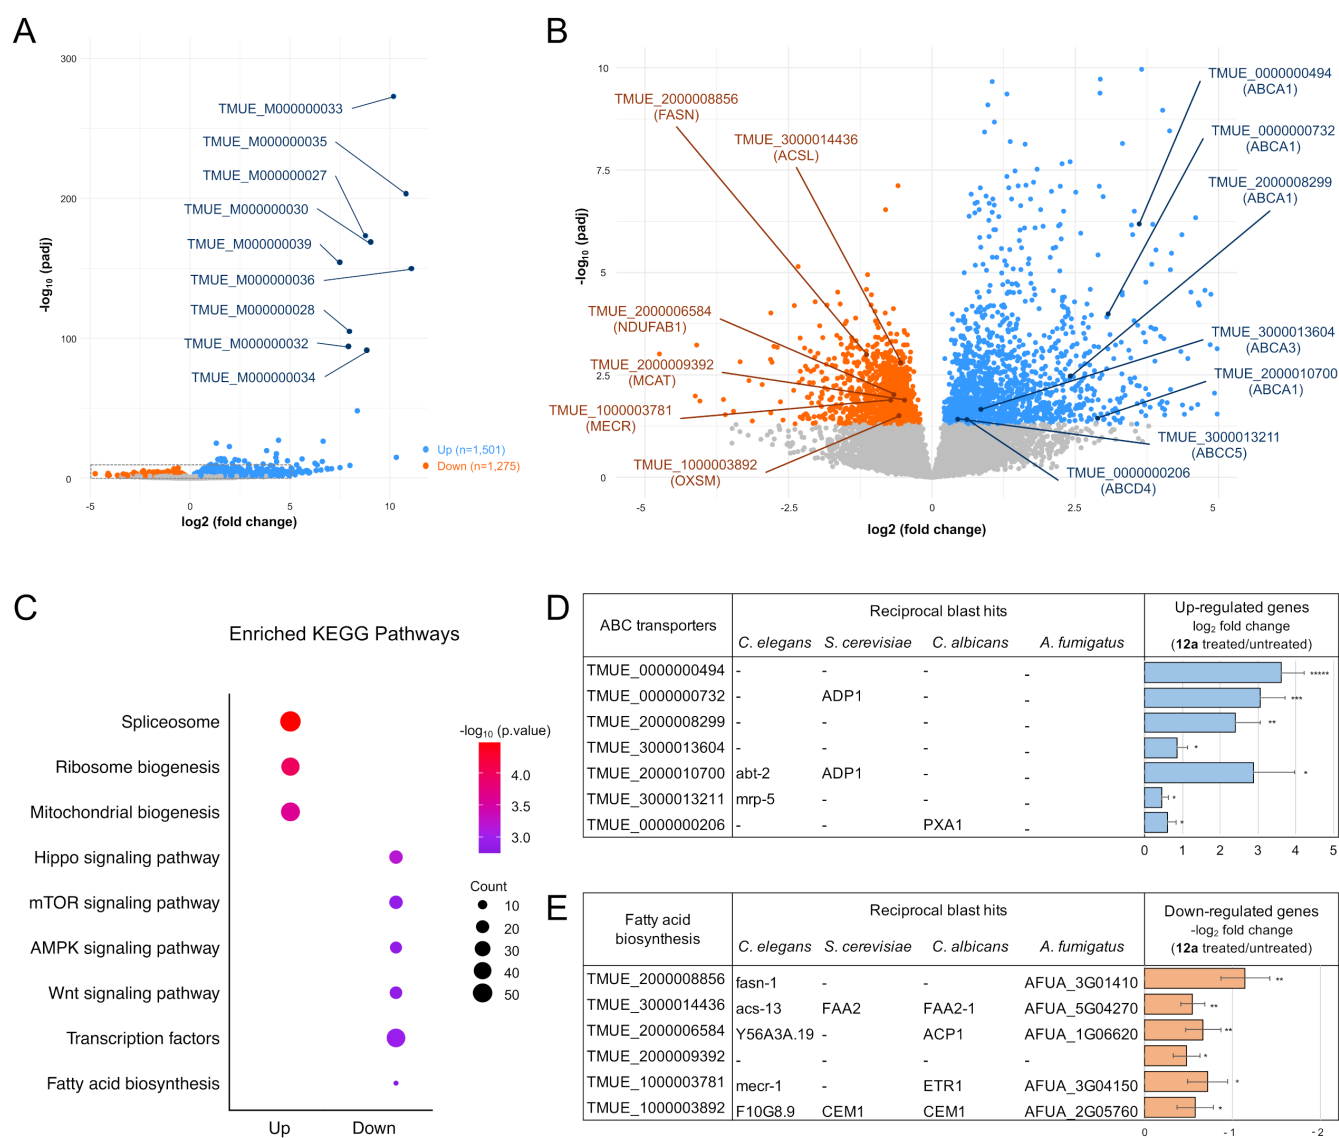 A
300
200
100
0
-log10 (padj)
TMUE_M000000033
TMUE_M000000035
TMUE_M000000027
TMUE_M000000030
TMUE_M000000039
TMUE_M000000036
TMUE_M000000028
TMUE_M000000032
TMUE_M000000034
Up (n=1,501)
Down (n=1,275)
-5 0 5 10
log2 (fold change)
B
10
7.5
5
2.5
0
-log10 (padj)
TMUE_2000008856
(FASN)
TMUE_3000014436
(ACSL)
TMUE_2000006584
(NDUFAB1)
TMUE_2000009392
(MCAT)
TMUE_1000003781
(MECR)
TMUE_1000003892
(OXSM)
TMUE_0000000494
(ABCA1)
TMUE_0000000732
(ABCA1)
TMUE_2000008299
(ABCA1)
TMUE_3000013604
(ABCA3)
TMUE_2000010700
(ABCA1)
TMUE_3000013211
(ABCC5)
TMUE_0000000206
(ABCD4)
-5 -2.5 0 2.5 5
log2 (fold change)
C
Enriched KEGG Pathways
Spliceosome
Ribosome biogenesis
Mitochondrial biogenesis
Hippo signaling pathway
mTOR signaling pathway
AMPK signaling pathway
Wnt signaling pathway
Transcription factors
Fatty acid biosynthesis
Up Down
-log10 (p.value)
4.0
3.5
3.0
Count
10
20
30
40
50
D
ABC transporters
Reciprocal blast hits
C. elegans S. cerevisiae C. albicans A. fumigatus
Up-regulated genes
log2 fold change
(12a treated/untreated)
TMUE_0000000494 - - - - *****
TMUE_0000000732 - ADP1 - - ***
TMUE_2000008299 - - - - **
TMUE_3000013604 - - - - *
TMUE_2000010700 abt-2 ADP1 - - *
TMUE_3000013211 mrp-5 - - - *
TMUE_0000000206 - - PXA1 - *
0 1 2 3 4 5
E
Fatty acid
biosynthesis
Reciprocal blast hits
C. elegans S. cerevisiae C. albicans A. fumigatus
Down-regulated genes
-log2 fold change
(12a treated/untreated)
TMUE_2000008856 fasn-1 - - AFUA_3G01410 **
TMUE_3000014436 acs-13 FAA2 FAA2-1 AFUA_5G04270 **
TMUE_2000006584 Y56A3A.19 - ACP1 AFUA_1G06620 **
TMUE_2000009392 - - - - *
TMUE_1000003781 mecr-1 - ETR1 AFUA_3G04150 *
TMUE_1000003892 F10G8.9 CEM1 CEM1 AFUA_2G05760 *
0 -1 -2